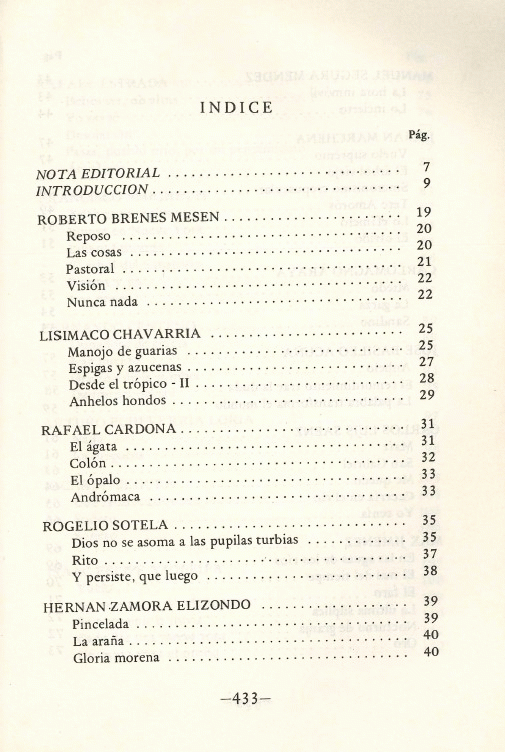 INDICE
Pág.
NOTA EDITORIAL . . . . . . . . . . . . . . . . . . . . . . . . . . . . . 7
INTRODUCCION . . . . . . . . . . . . . . . . . . . . . . . . . . . . . . 9
ROBERTO BRENES MESEN . . . . . . . . . . . . . . . . . . . . . . 19
Reposo . . . . . . . . . . . . . . . . . . . . . . . . . . . . . . . . . . 20
Las cosas . . . . . . . . . . . . . . . . . . . . . . . . . . . . . . . . . 20
Pastoral . . . . . . . . . . . . . . . . . . . . . . . . . . . . . . . . . . 21
Visión . . . . . . . . . . . . . . . . . . . . . . . . . . . . . . . . . . . 22
Nunca nada . . . . . . . . . . . . . . . . . . . . . . . . . . . . . . . 22
LISIMACO CHAVARRIA . . . . . . . . . . . . . . . . . . . . . . . . 25
Manojo de guarias . . . . . . . . . . . . . . . . . . . . . . . . . . 25
Espigas y azucenas . . . . . . . . . . . . . . . . . . . . . . . . . . 27
Desde el trópico - II . . . . . . . . . . . . . . . . . . . . . . . . . 28
Anhelos hondos . . . . . . . . . . . . . . . . . . . . . . . . . . . . 29
RAFAEL CARDONA . . . . . . . . . . . . . . . . . . . . . . . . . . . 31
El ágata . . . . . . . . . . . . . . . . . . . . . . . . . . . . . . . . . . 31
Colón . . . . . . . . . . . . . . . . . . . . . . . . . . . . . . . . . . . . 32
El ópalo . . . . . . . . . . . . . . . . . . . . . . . . . . . . . . . . . . 33
Andrómaca . . . . . . . . . . . . . . . . . . . . . . . . . . . . . . . 33
ROGELIO SOTELA . . . . . . . . . . . . . . . . . . . . . . . . . . . . 35
Dios no se asoma a las pupilas turbias . . . . . . . . . . . . 35
Rito . . . . . . . . . . . . . . . . . . . . . . . . . . . . . . . . . . . . . 37
Y persiste, que luego . . . . . . . . . . . . . . . . . . . . . . . . 38
HERNAN ZAMORA ELIZONDO . . . . . . . . . . . . . . . . . . 39
Pincelada . . . . . . . . . . . . . . . . . . . . . . . . . . . . . . . . . 39
La araña . . . . . . . . . . . . . . . . . . . . . . . . . . . . . . . . . . 40
Gloria morena . . . . . . . . . . . . . . . . . . . . . . . . . . . . . 40
—433—